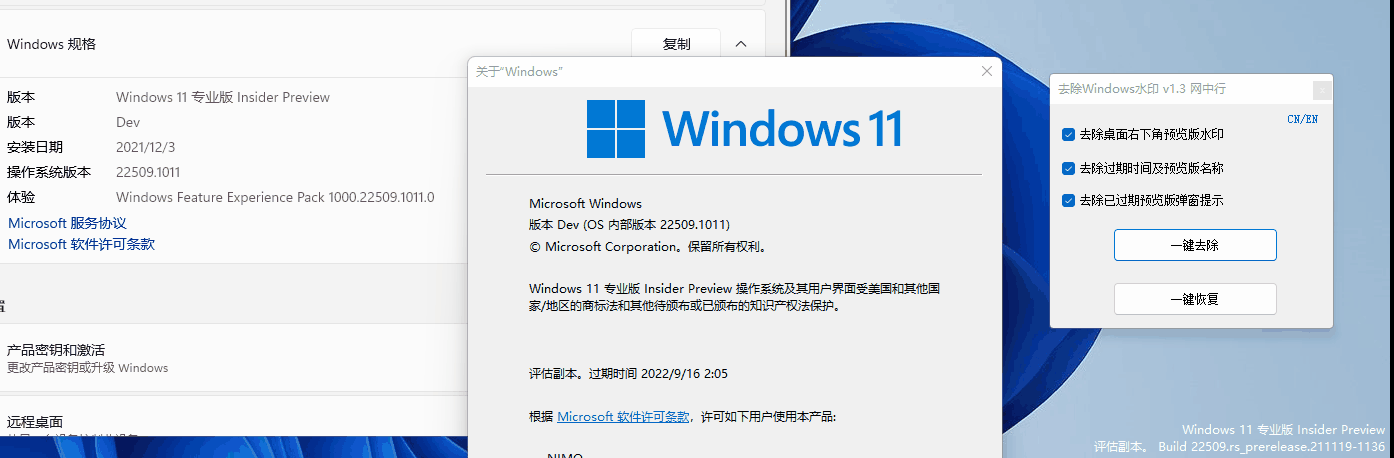 Windows 规格
复制
版本 Windows 11 专业版 Insider Preview
版本 Dev
安装日期 2021/12/3
操作系统版本 22509.1011
体验 Windows Feature Experience Pack 1000.22509.1011.0
Microsoft 服务协议
Microsoft 软件许可条款
产品密钥和激活
更改产品密钥或升级 Windows
远程桌面
关于“Windows”
Windows 11
Microsoft Windows
版本 Dev (OS 内部版本 22509.1011)
© Microsoft Corporation。保留所有权利。
Windows 11 专业版 Insider Preview 操作系统及其用户界面受美国和其他国
家/地区的商标法和其他待颁布或已颁布的知识产权法保护。
评估副本。过期时间 2022/9/16 2:05
根据 Microsoft 软件许可条款，许可如下用户使用本产品:
NIMO
去除Windows水印 v1.3 网中行
CN/EN
去除桌面右下角预览版水印
去除过期时间及预览版名称
去除已过期预览版弹窗提示
一键去除
一键恢复
Windows 11 专业版 Insider Preview
评估副本。 Build 22509.rs_prerelease.211119-1136